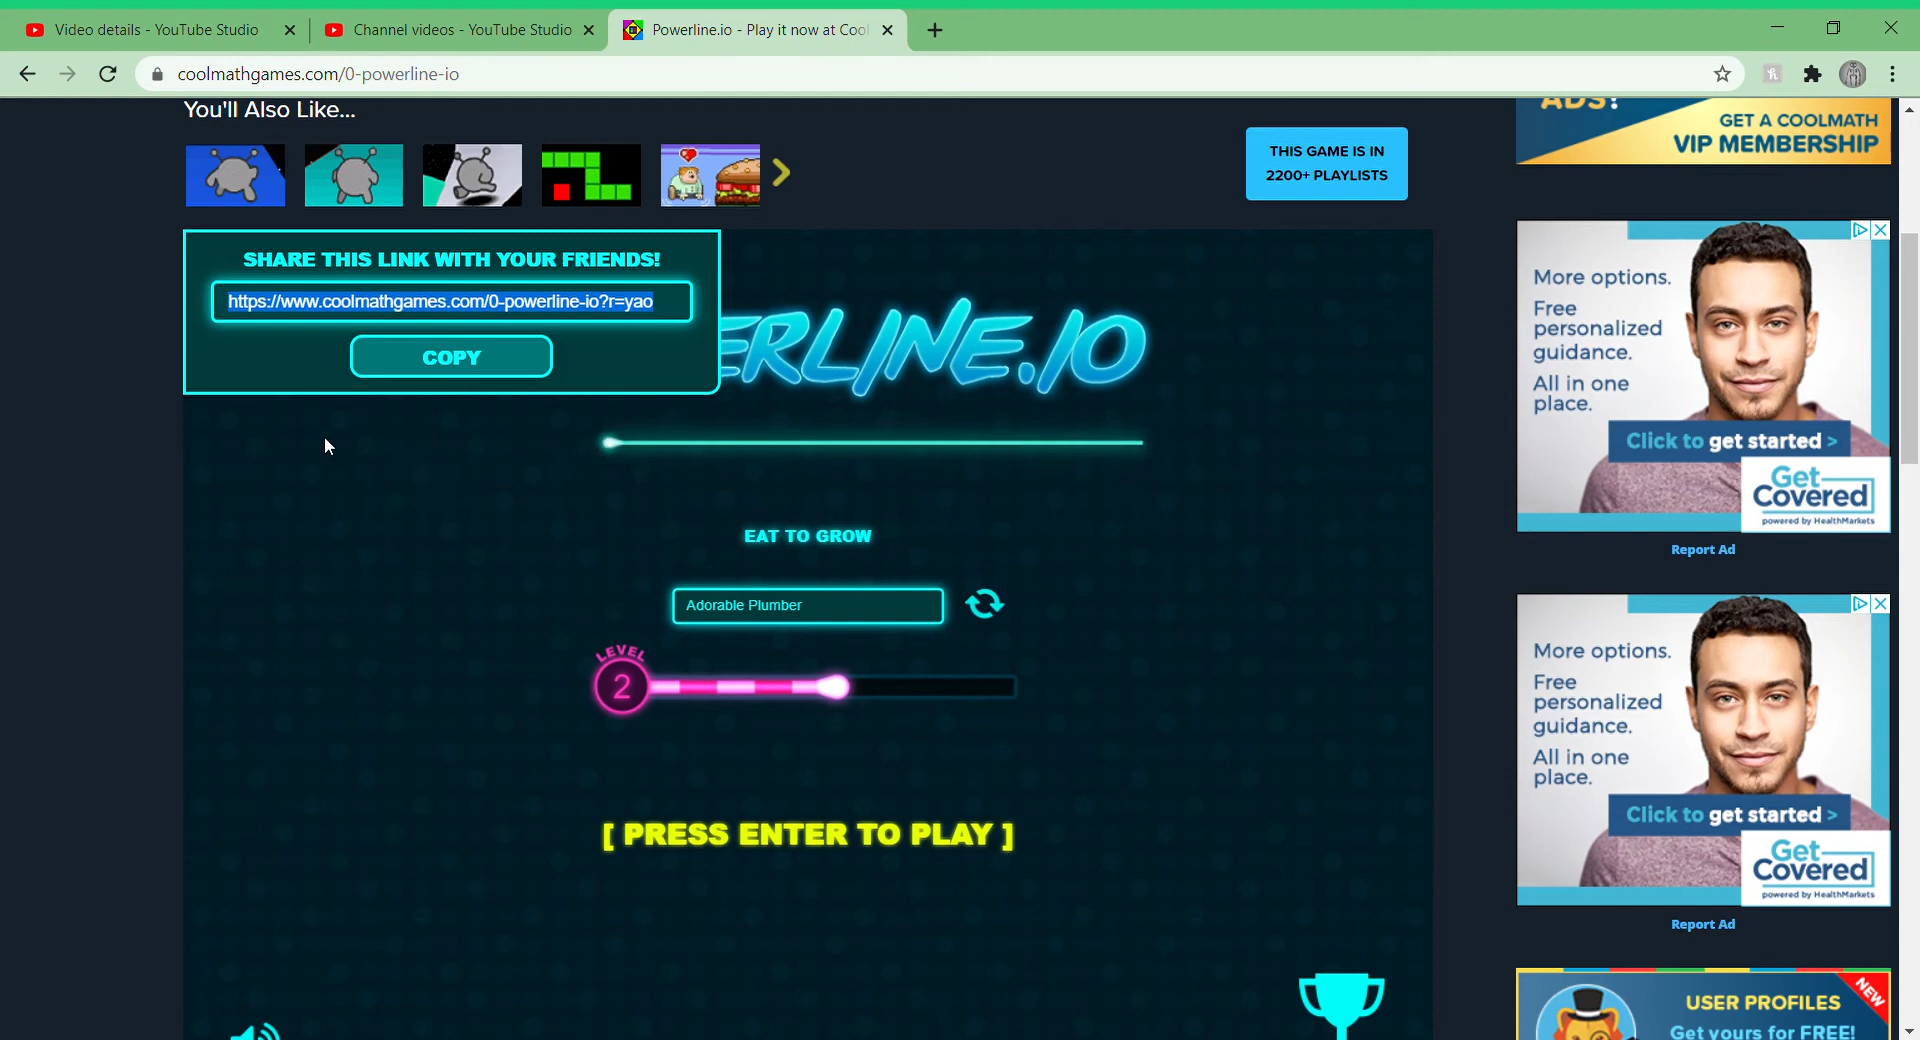 Video details - YouTube Studio
Channel videos - YouTube Studio
Powerline.io - Play it now at Cool
coolmathgames.com/0-powerline-io
You'll Also Like...
THIS GAME IS IN
2200+ PLAYLISTS
SHARE THIS LINK WITH YOUR FRIENDS!
https://www.coolmathgames.com/0-powerline-io?r=yao
COPY
ERLINE.IO
EAT TO GROW
Adorable Plumber
LEVEL
2
[ PRESS ENTER TO PLAY ]
ADS!
GET A COOLMATH
VIP MEMBERSHIP
More options.
Free
personalized
guidance.
All in one
place.
Click to get started >
Get
Covered
powered by HealthMarkets
Report Ad
More options.
Free
personalized
guidance.
All in one
place.
Click to get started >
Get
Covered
powered by HealthMarkets
Report Ad
NEW
USER PROFILES
Get yours for FREE!